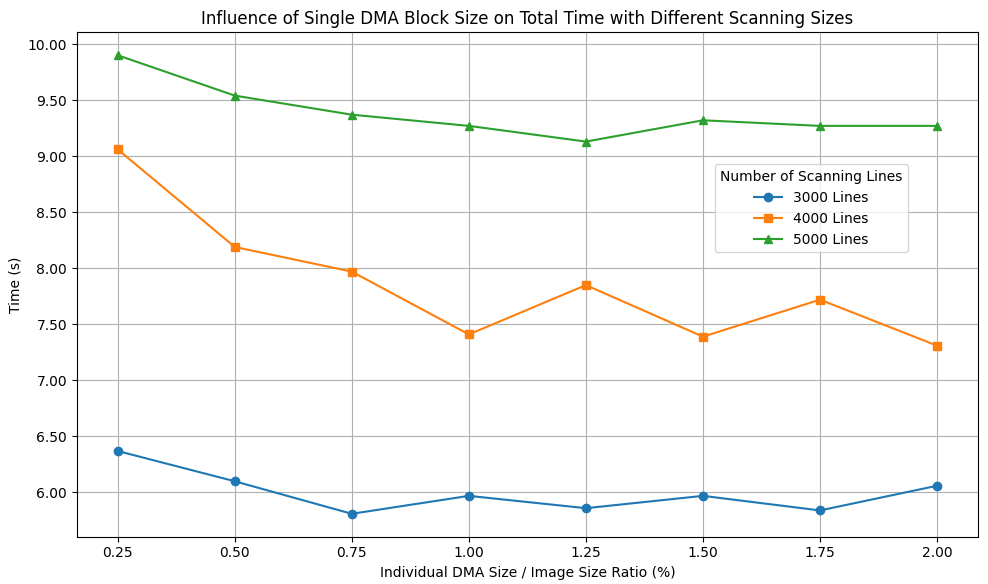 Influence of Single DMA Block Size on Total Time with Different Scanning Sizes
10.00
9.50
9.00
8.50
8.00
7.50
7.00
6.50
6.00
Time (s)
Number of Scanning Lines
3000 Lines
4000 Lines
5000 Lines
0.25 0.50 0.75 1.00 1.25 1.50 1.75 2.00
Individual DMA Size / Image Size Ratio (%)